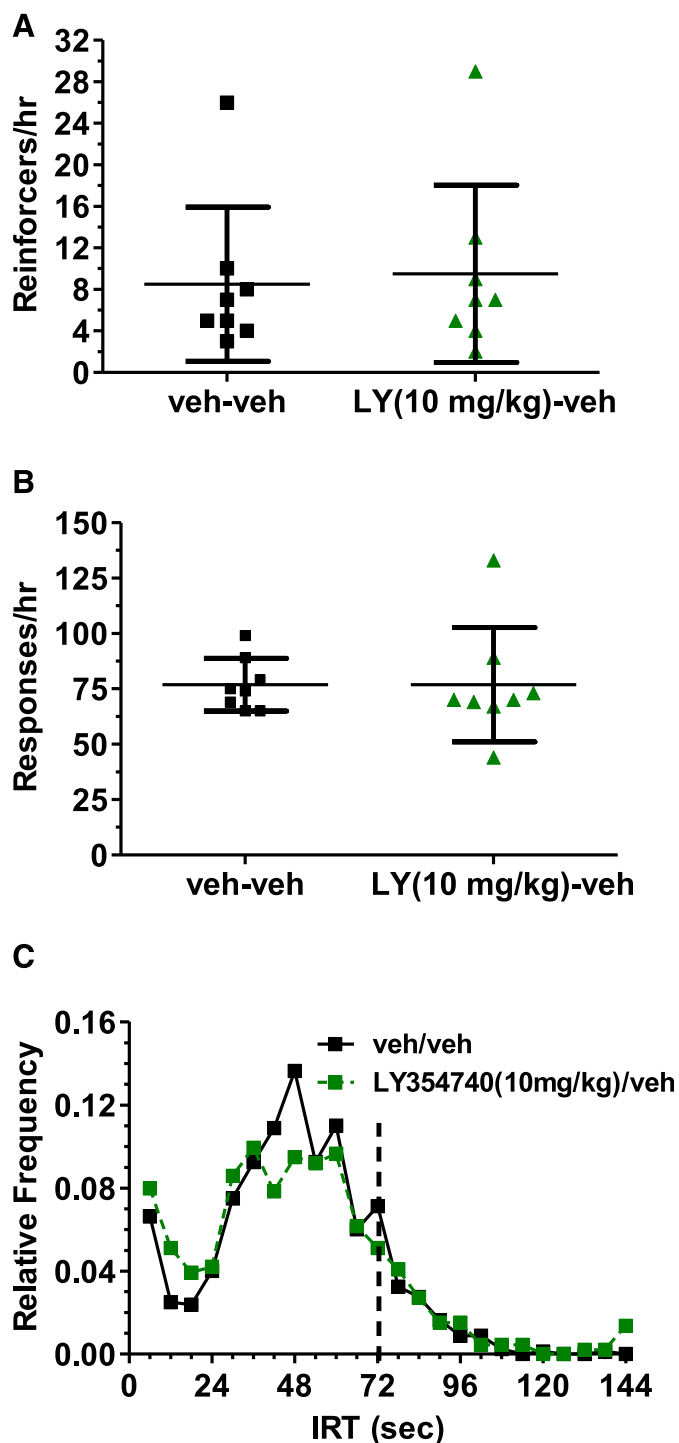 A
Reinforcers/hr
32
28
24
20
16
12
8
4
0
veh-veh LY(10 mg/kg)-veh
B
Responses/hr
150
125
100
75
50
25
0
veh-veh LY(10 mg/kg)-veh
C
Relative Frequency
0.16
0.12
0.08
0.04
0.00
veh/veh
LY354740(10mg/kg)/veh
0 24 48 72 96 120 144
IRT (sec)